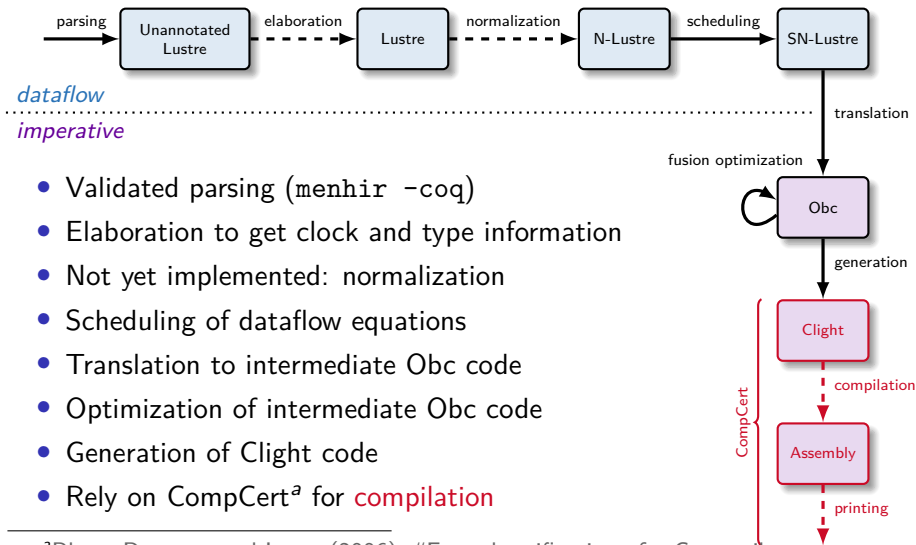 parsing
Unannotated
Lustre
elaboration
Lustre
normalization
N-Lustre
scheduling
SN-Lustre
dataflow
imperative
translation
fusion optimization
Obc
generation
Clight
compilation
CompCert
Assembly
printing
• Validated parsing (menhir -coq)
• Elaboration to get clock and type information
• Not yet implemented: normalization
• Scheduling of dataflow equations
• Translation to intermediate Obc code
• Optimization of intermediate Obc code
• Generation of Clight code
• Rely on CompCertᵃ for compilation